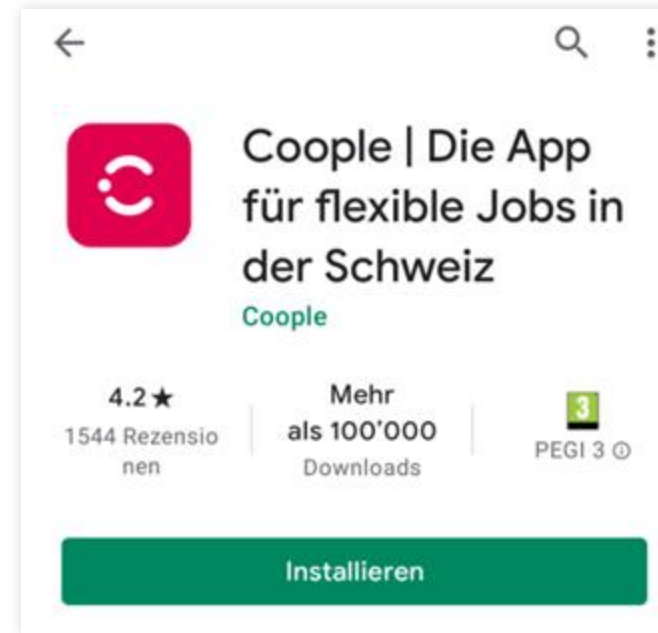 Coople | Die App
für flexible Jobs in
der Schweiz
Coople
4.2★
1544 Rezensio
nen
Mehr
als 100'000
Downloads
3
PEGI 3 ⓘ
Installieren